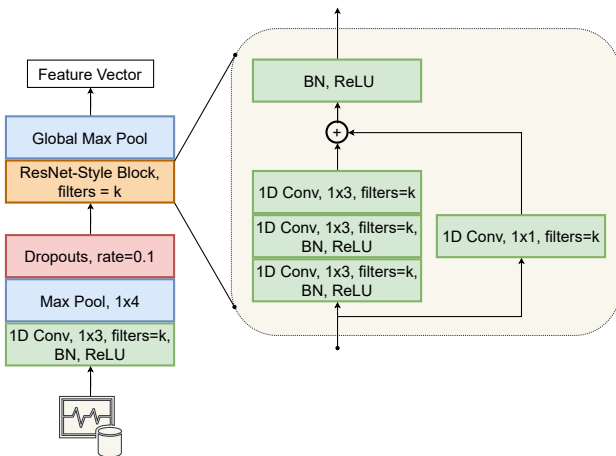 Feature Vector
Global Max Pool
ResNet-Style Block,
filters = k
Dropouts, rate=0.1
Max Pool, 1x4
1D Conv, 1x3, filters=k,
BN, ReLU
BN, ReLU
+
1D Conv, 1x3, filters=k
1D Conv, 1x3, filters=k,
BN, ReLU
1D Conv, 1x3, filters=k,
BN, ReLU
1D Conv, 1x1, filters=k